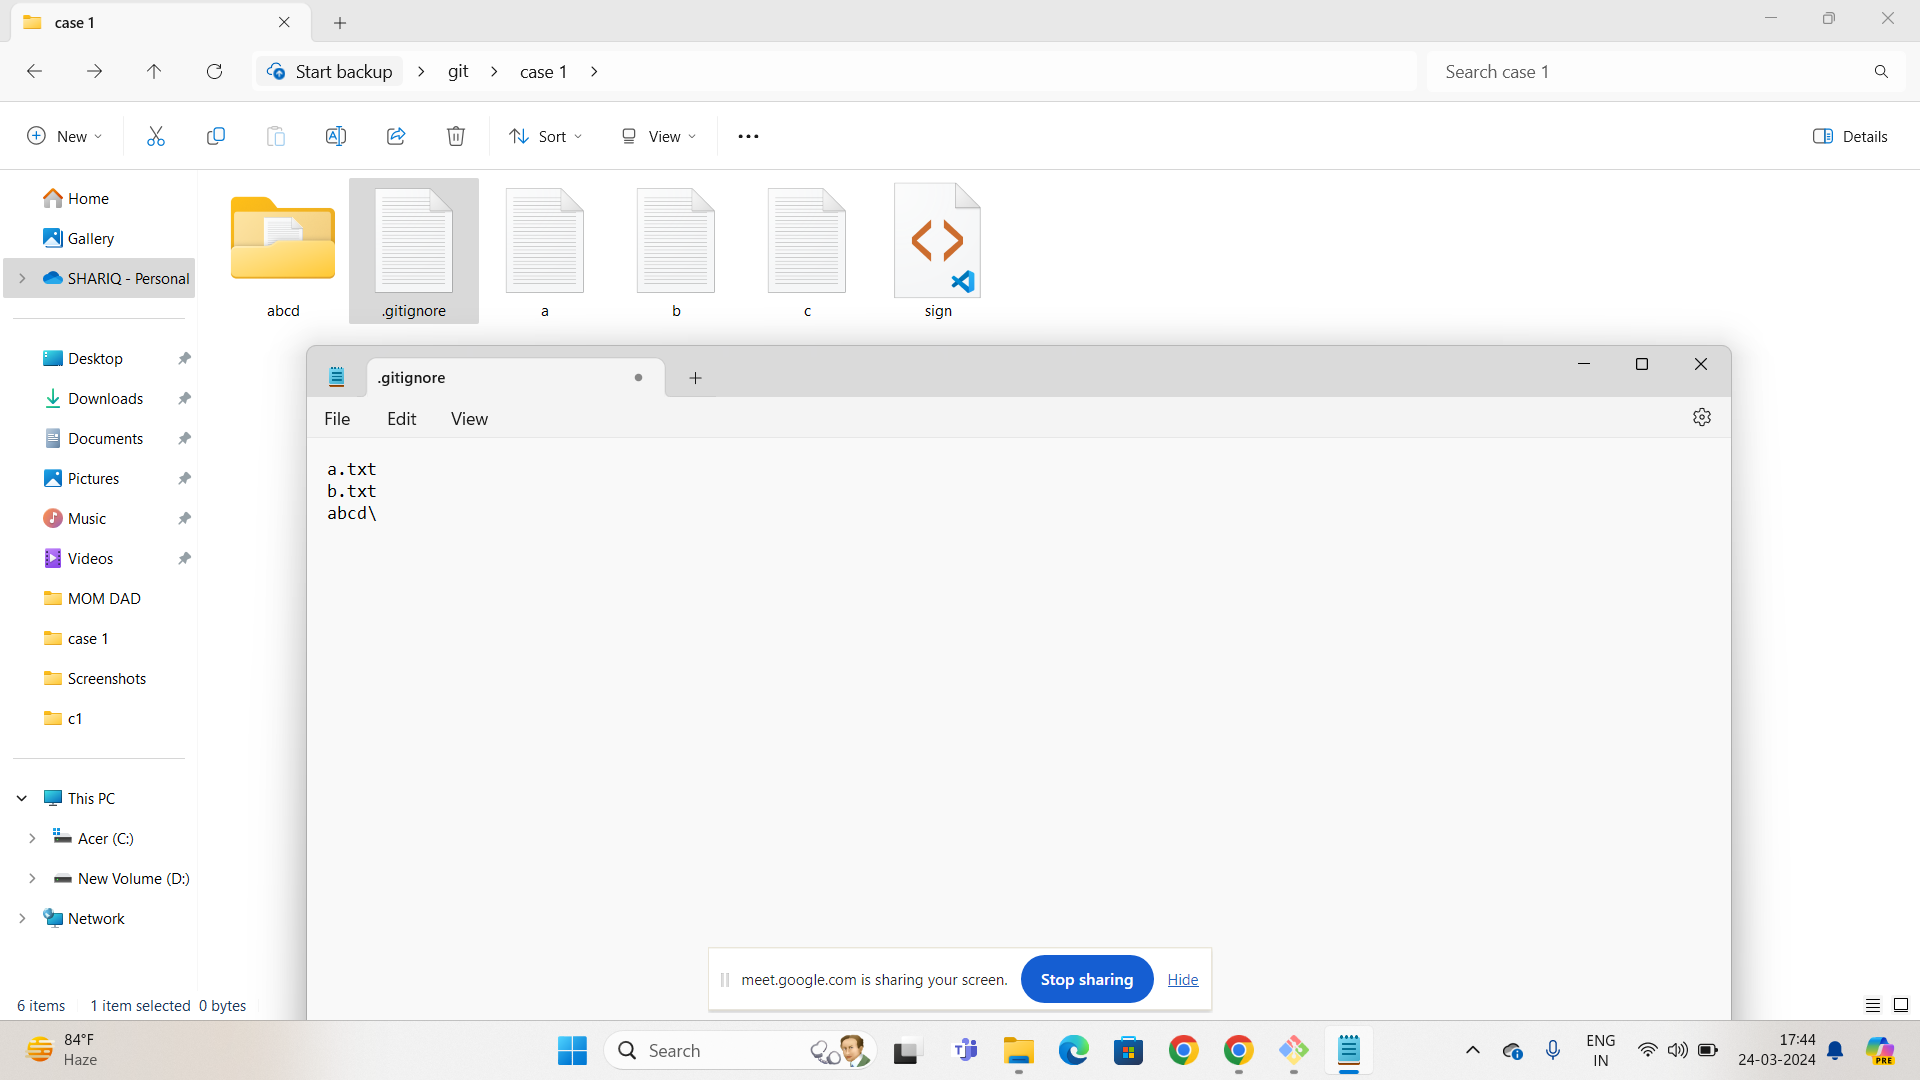 case 1
Start backup
git
case 1
Search case 1
New
Sort
View
Details
Home
Gallery
SHARIQ - Personal
Desktop
Downloads
Documents
Pictures
Music
Videos
MOM DAD
case 1
Screenshots
c1
This PC
Acer (C:)
New Volume (D:)
Network
abcd
.gitignore
a
b
c
sign
.gitignore
File
Edit
View
a.txt
b.txt
abcd\
meet.google.com is sharing your screen.
Stop sharing
Hide
6 items
1 item selected 0 bytes
84°F
Haze
Search
ENG
IN
17:44
24-03-2024
PRE